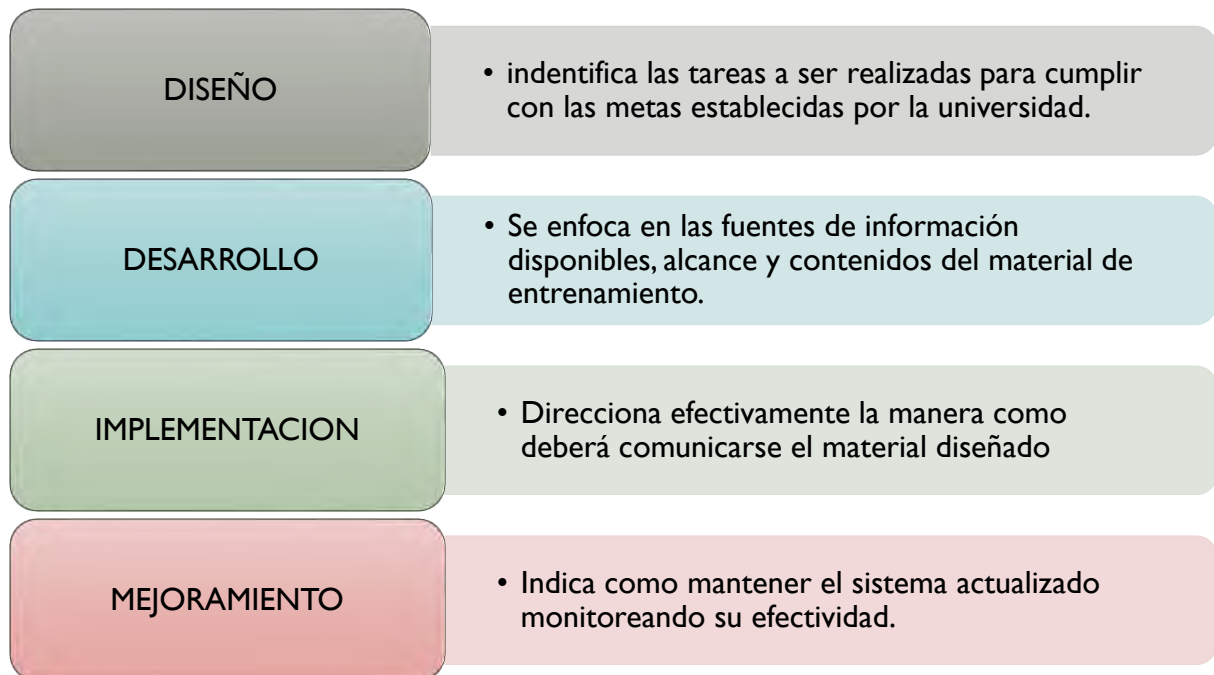 DISEÑO
• indentifica las tareas a ser realizadas para cumplir
con las metas establecidas por la universidad.
DESARROLLO
• Se enfoca en las fuentes de información
disponibles, alcance y contenidos del material de
entrenamiento.
IMPLEMENTACION
• Direcciona efectivamente la manera como
deberá comunicarse el material diseñado
MEJORAMIENTO
• Indica como mantener el sistema actualizado
monitoreando su efectividad.